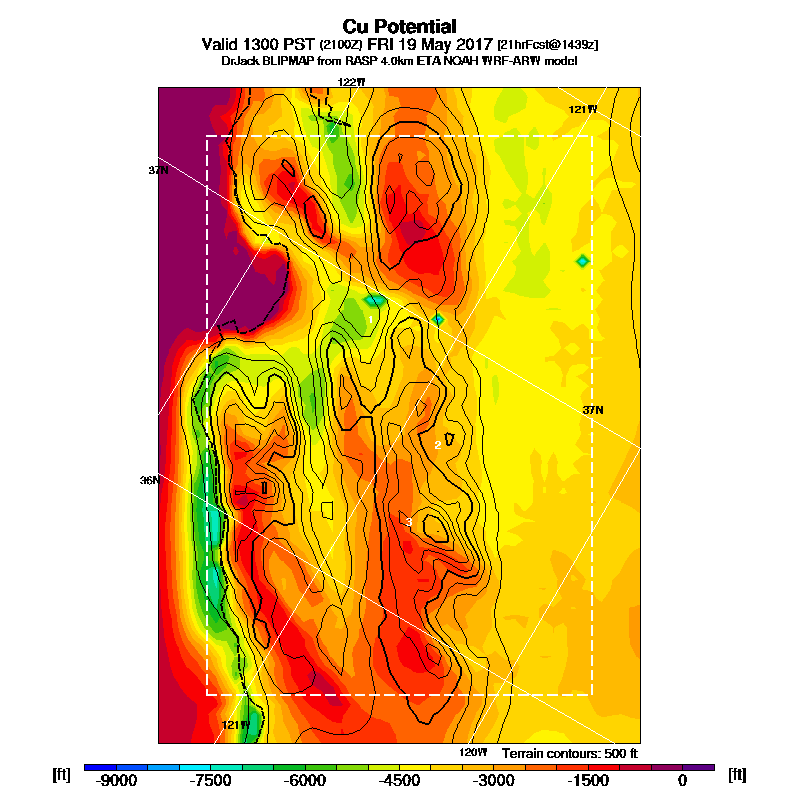 Cu Potential
Valid 1300 PST (2100Z) FRI 19 May 2017 [21hrFcst@1439z]
DrJack BLIPMAP from RASP 4.0km ETA NOAH WRF-ARW model
122W
121W
37N
1
37N
2
36N
3
121W
120W
Terrain contours: 500 ft
[ft] -9000 -7500 -6000 -4500 -3000 -1500 0 [ft]